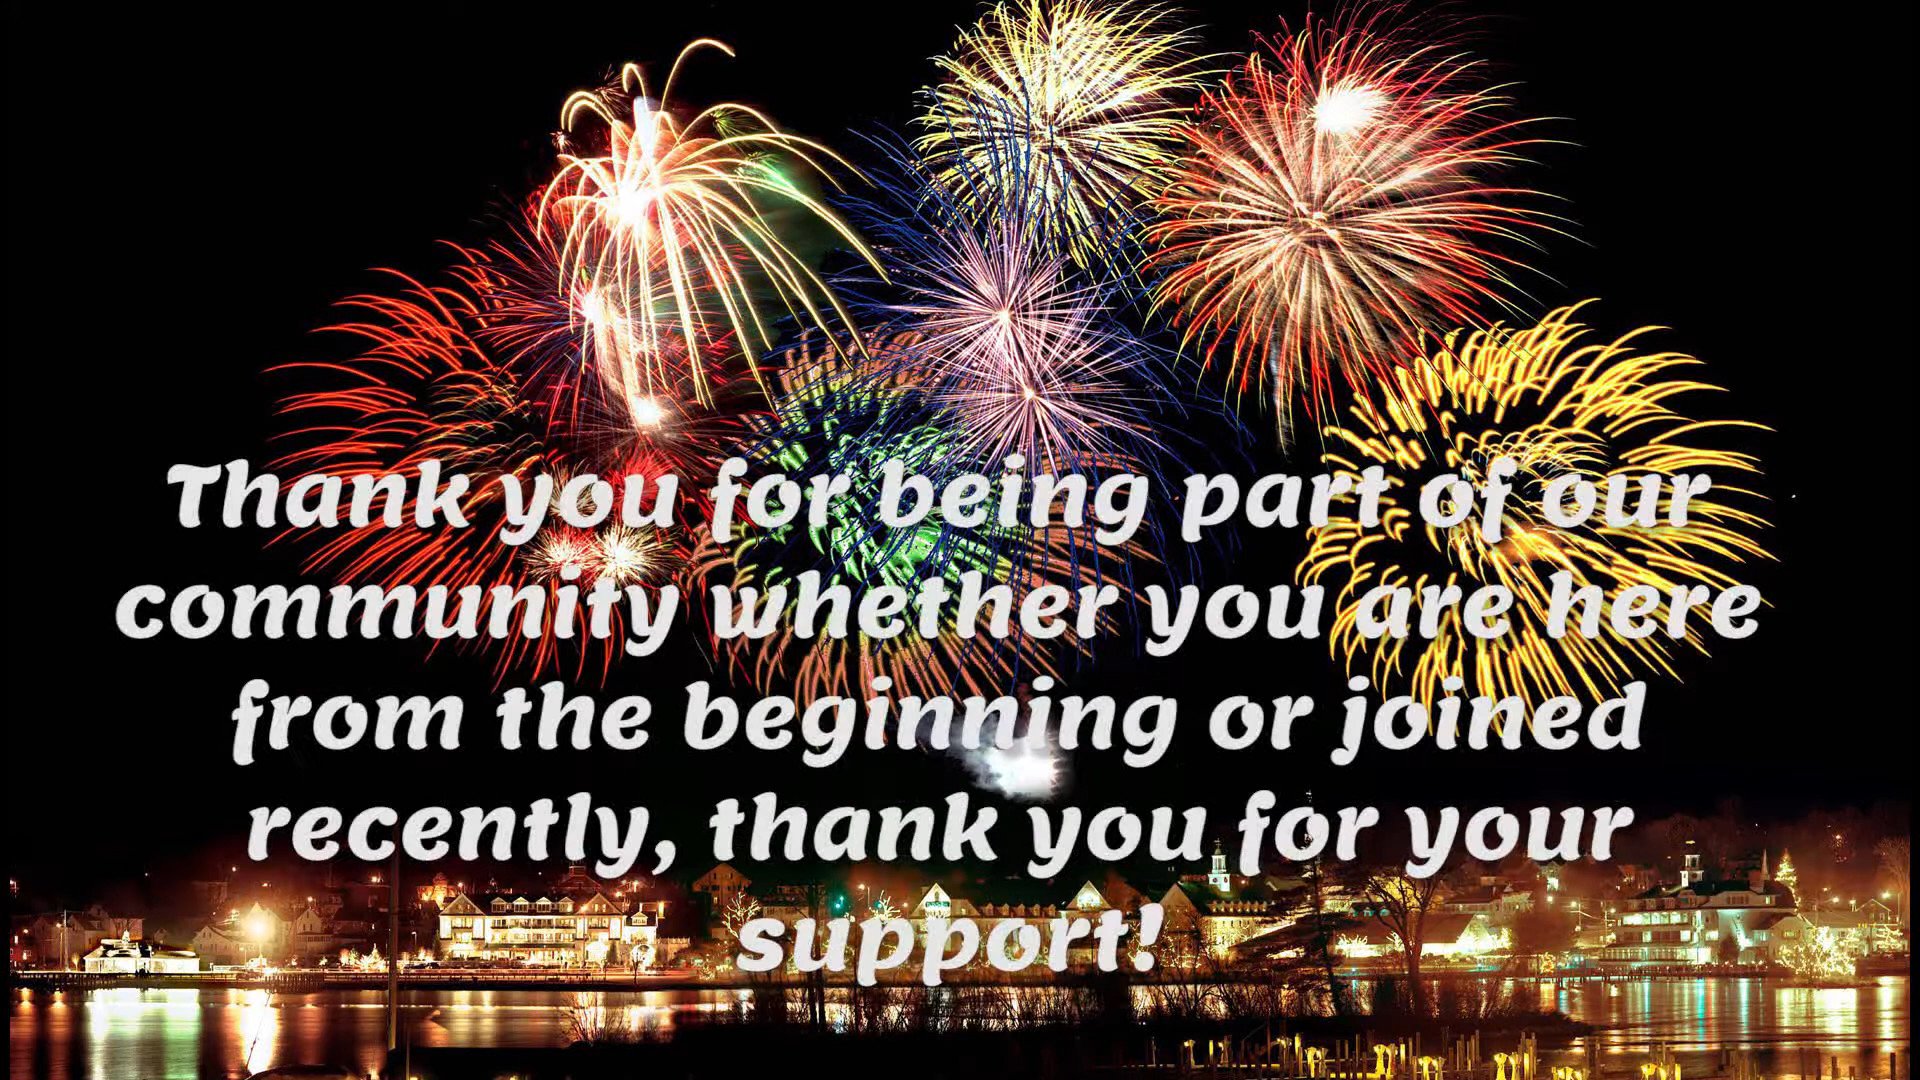 Thank you for being part of our
community whether you are here
from the beginning or joined
recently, thank you for your
support!